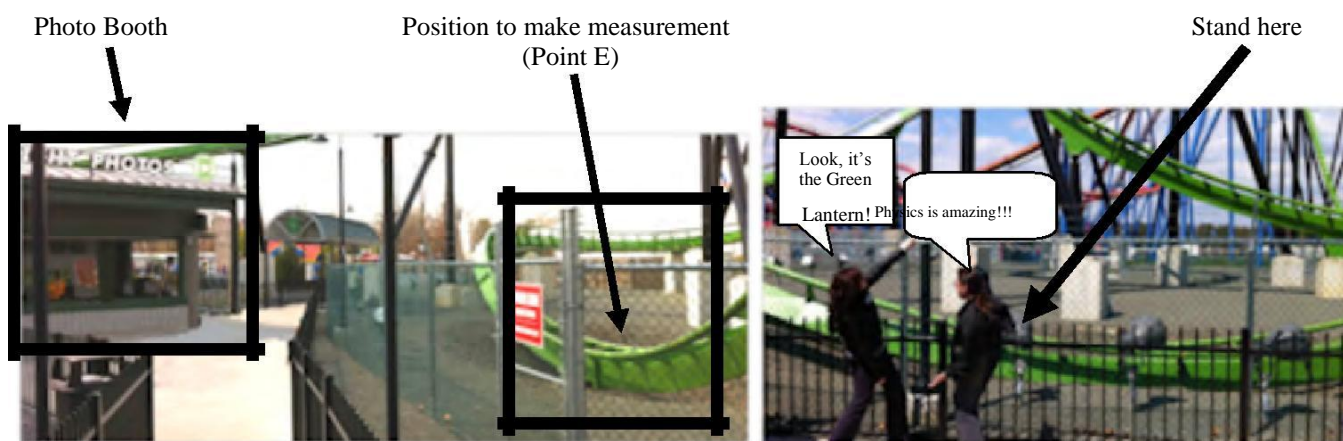 Photo Booth
Position to make measurement
(Point E)
Stand here
PHOTOS
Look, it's
the Green
Lantern!
Physics is amazing!!!